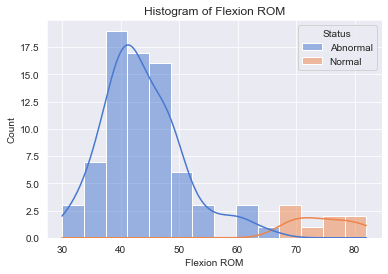 Histogram of Flexion ROM
Status
Abnormal
Normal
17.5
15.0
12.5
10.0
7.5
5.0
2.5
0.0
Count
30 40 50 60 70 80
Flexion ROM